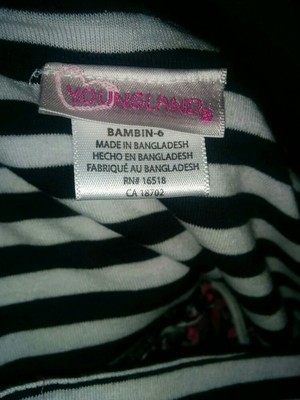 YOUNGLAND
BAMBIN-6
MADE IN BANGLADESH
HECHO EN BANGLADESH
FABRIQUÉ AU BANGLADESH
RN# 16518
CA 18702